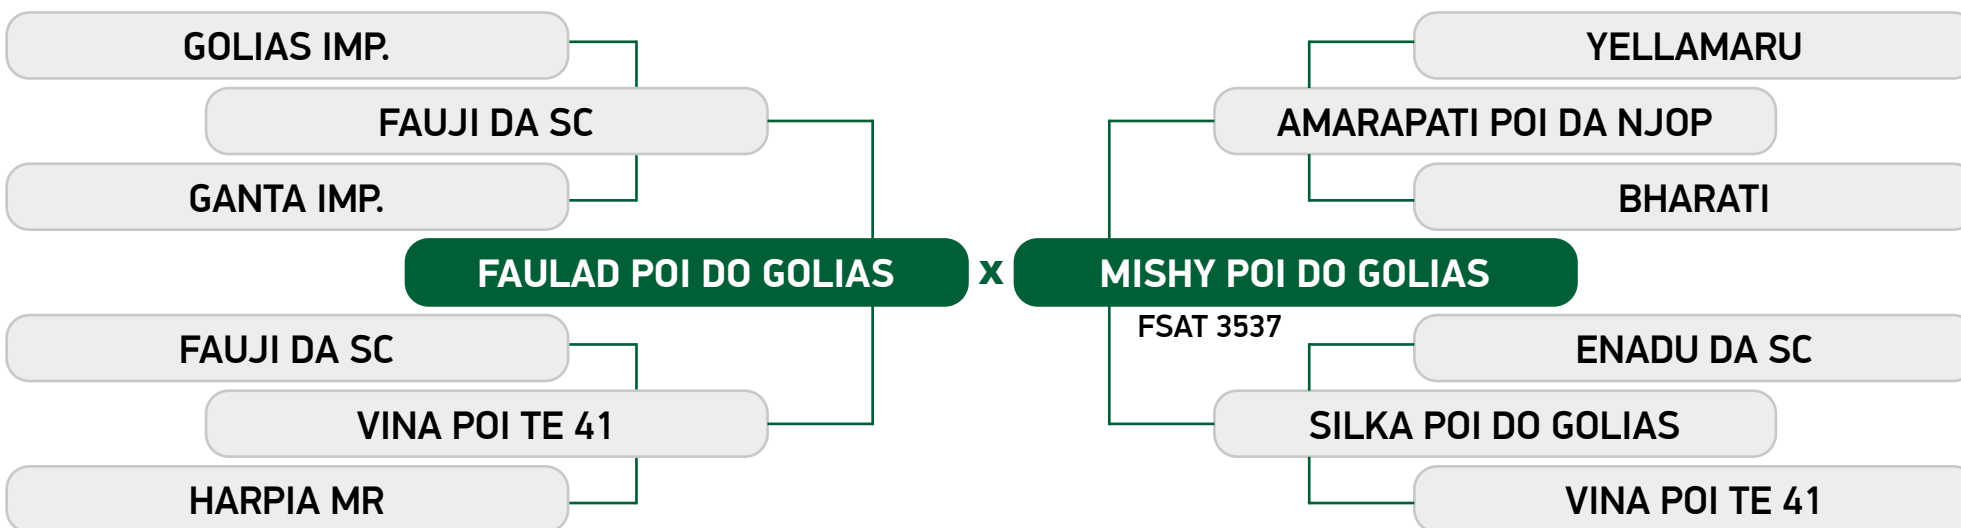 GOLIAS IMP.
YELLAMARU
FAUJI DA SC
AMARAPATI POI DA NJOP
GANTA IMP.
BHARATI
FAULAD POI DO GOLIAS x MISHY POI DO GOLIAS
FSAT 3537
FAUJI DA SC
ENADU DA SC
VINA POI TE 41
SILKA POI DO GOLIAS
HARPIA MR
VINA POI TE 41